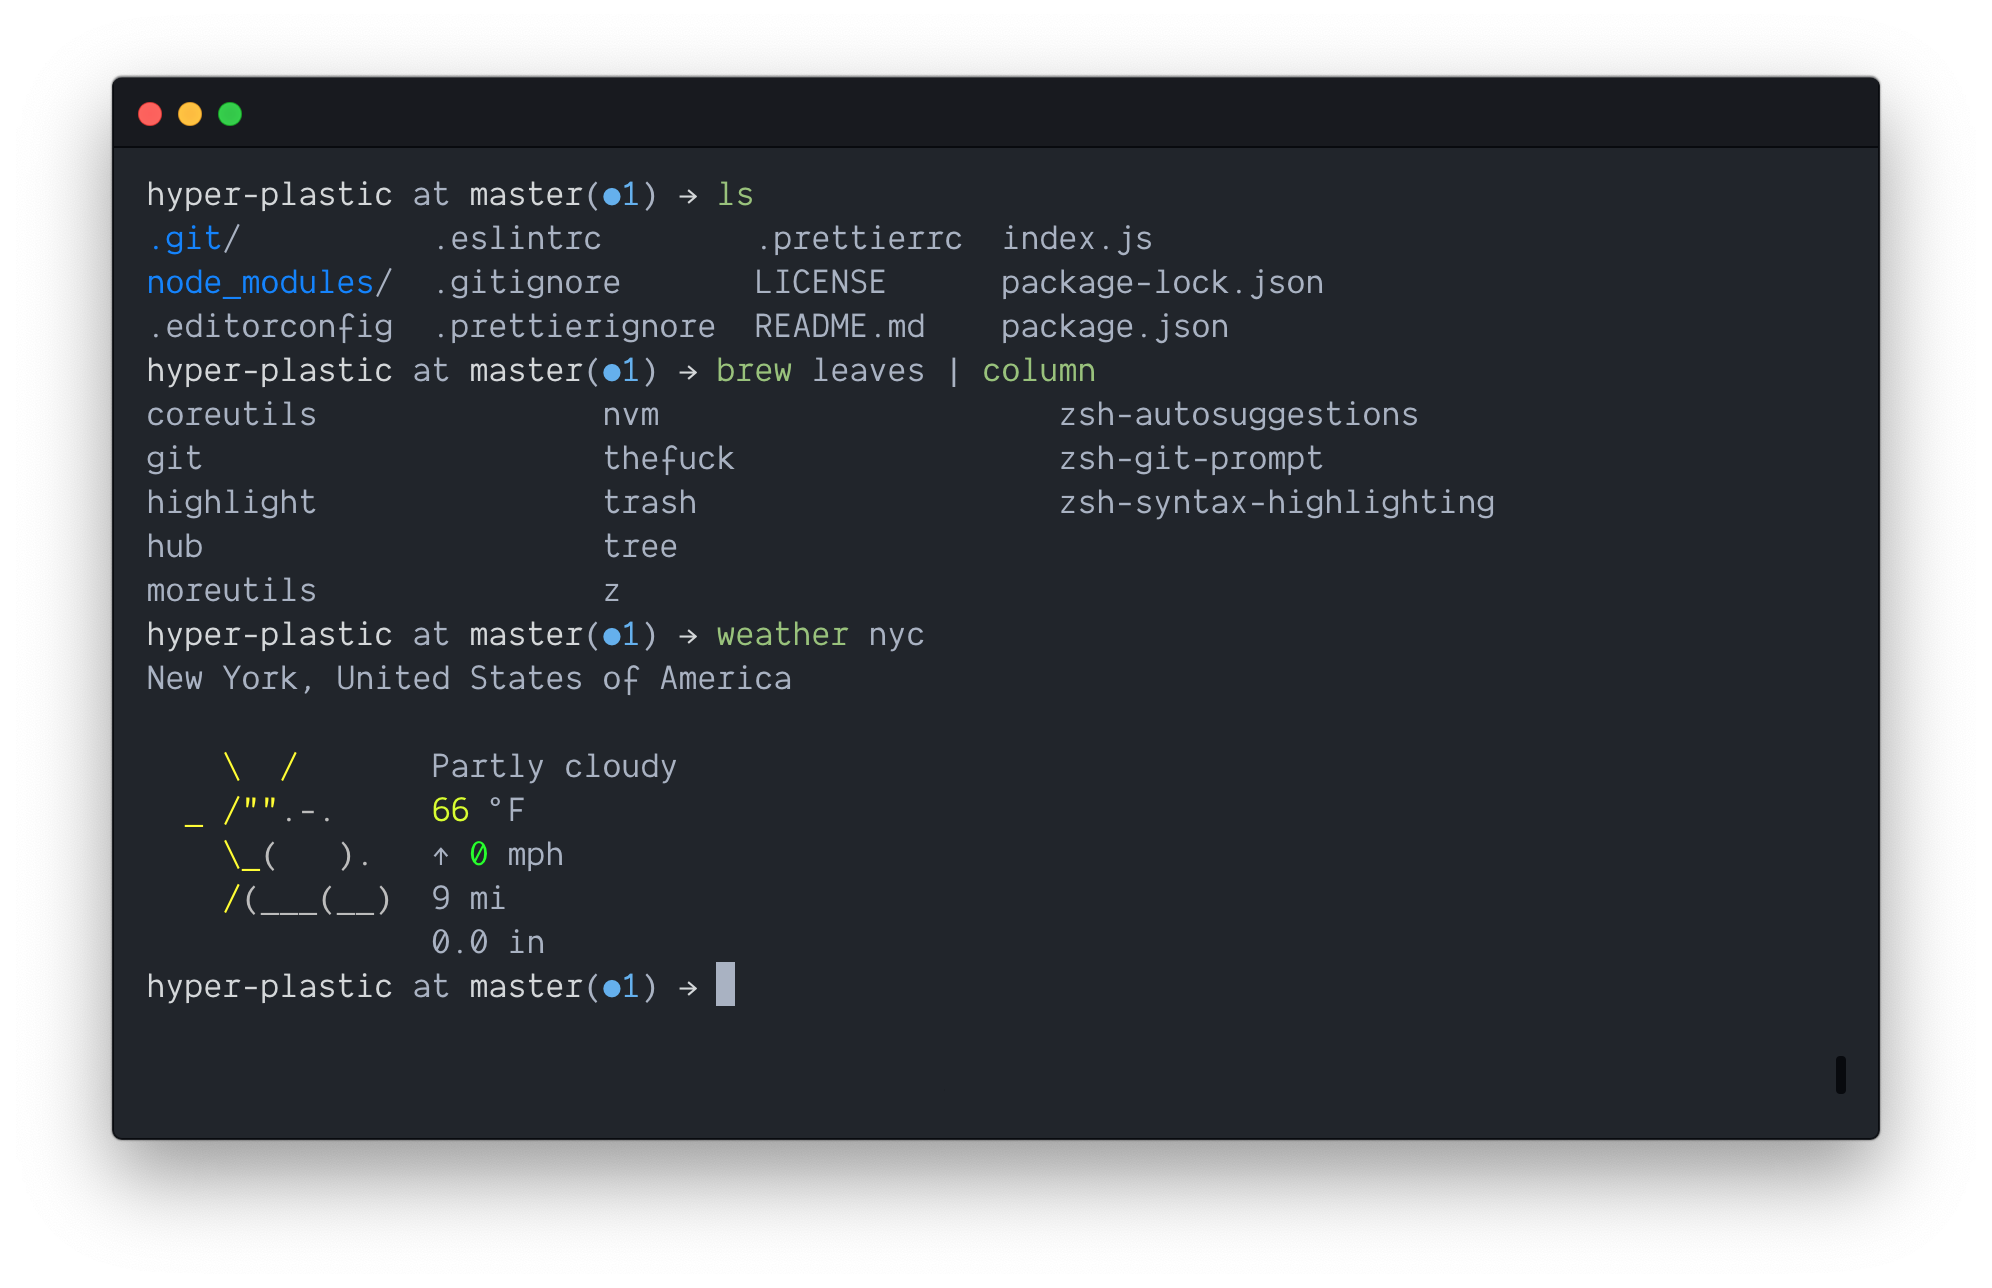 hyper-plastic at master(●1) → ls
.git/          .eslintrc        .prettierrc  index.js
node_modules/  .gitignore       LICENSE      package-lock.json
.editorconfig  .prettierignore  README.md    package.json
hyper-plastic at master(●1) → brew leaves | column
coreutils               nvm                     zsh-autosuggestions
git                     thefuck                 zsh-git-prompt
highlight               trash                   zsh-syntax-highlighting
hub                     tree
moreutils               z
hyper-plastic at master(●1) → weather nyc
New York, United States of America

    \  /       Partly cloudy
  _ /"".-.     66 °F
    \_(   ).   ↑ 0 mph
    /(___(__)  9 mi
               0.0 in
hyper-plastic at master(●1) →